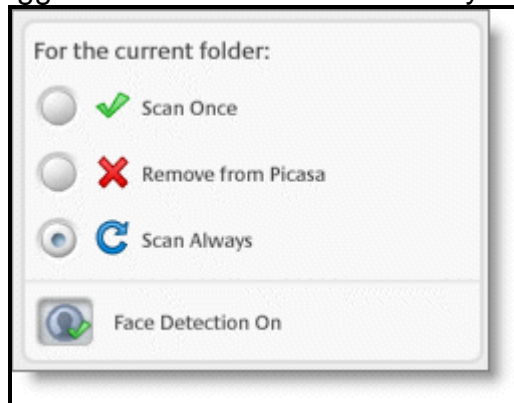 For the current folder:
Scan Once
Remove from Picasa
Scan Always
Face Detection On